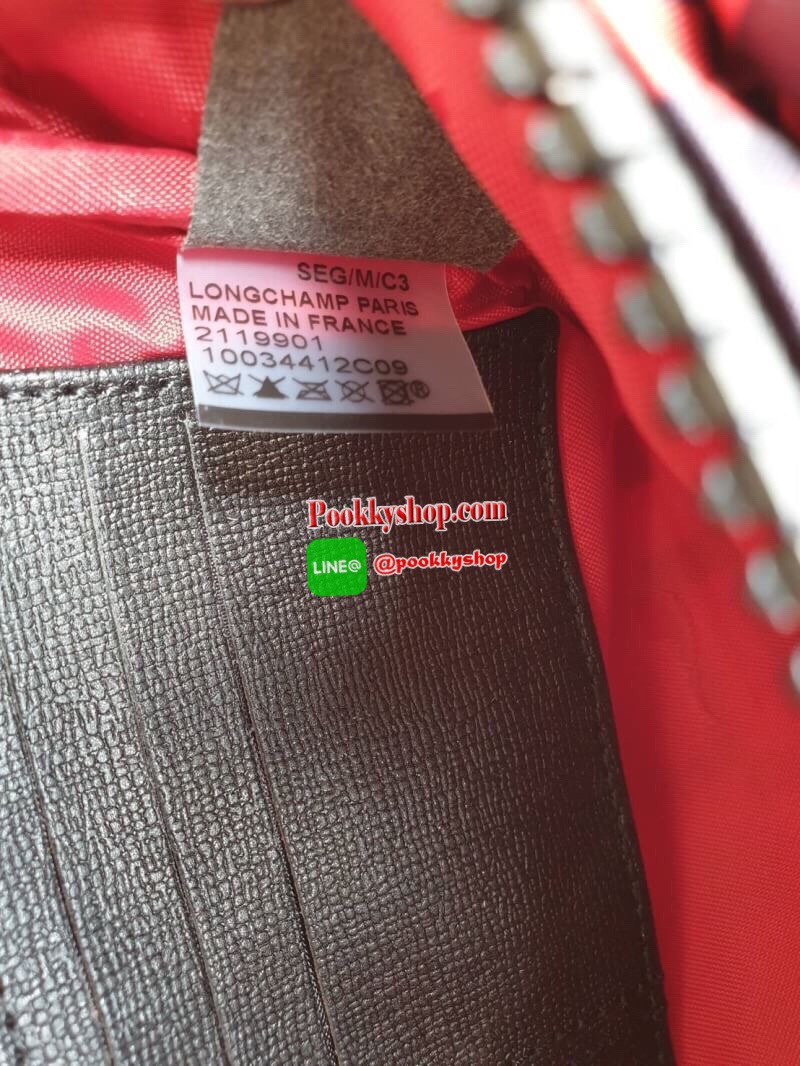 SEG/M/C3
LONGCHAMP PARIS
MADE IN FRANCE
2119901
10034412C09
®
Pookkyshop.com
LINE@ @pookkyshop